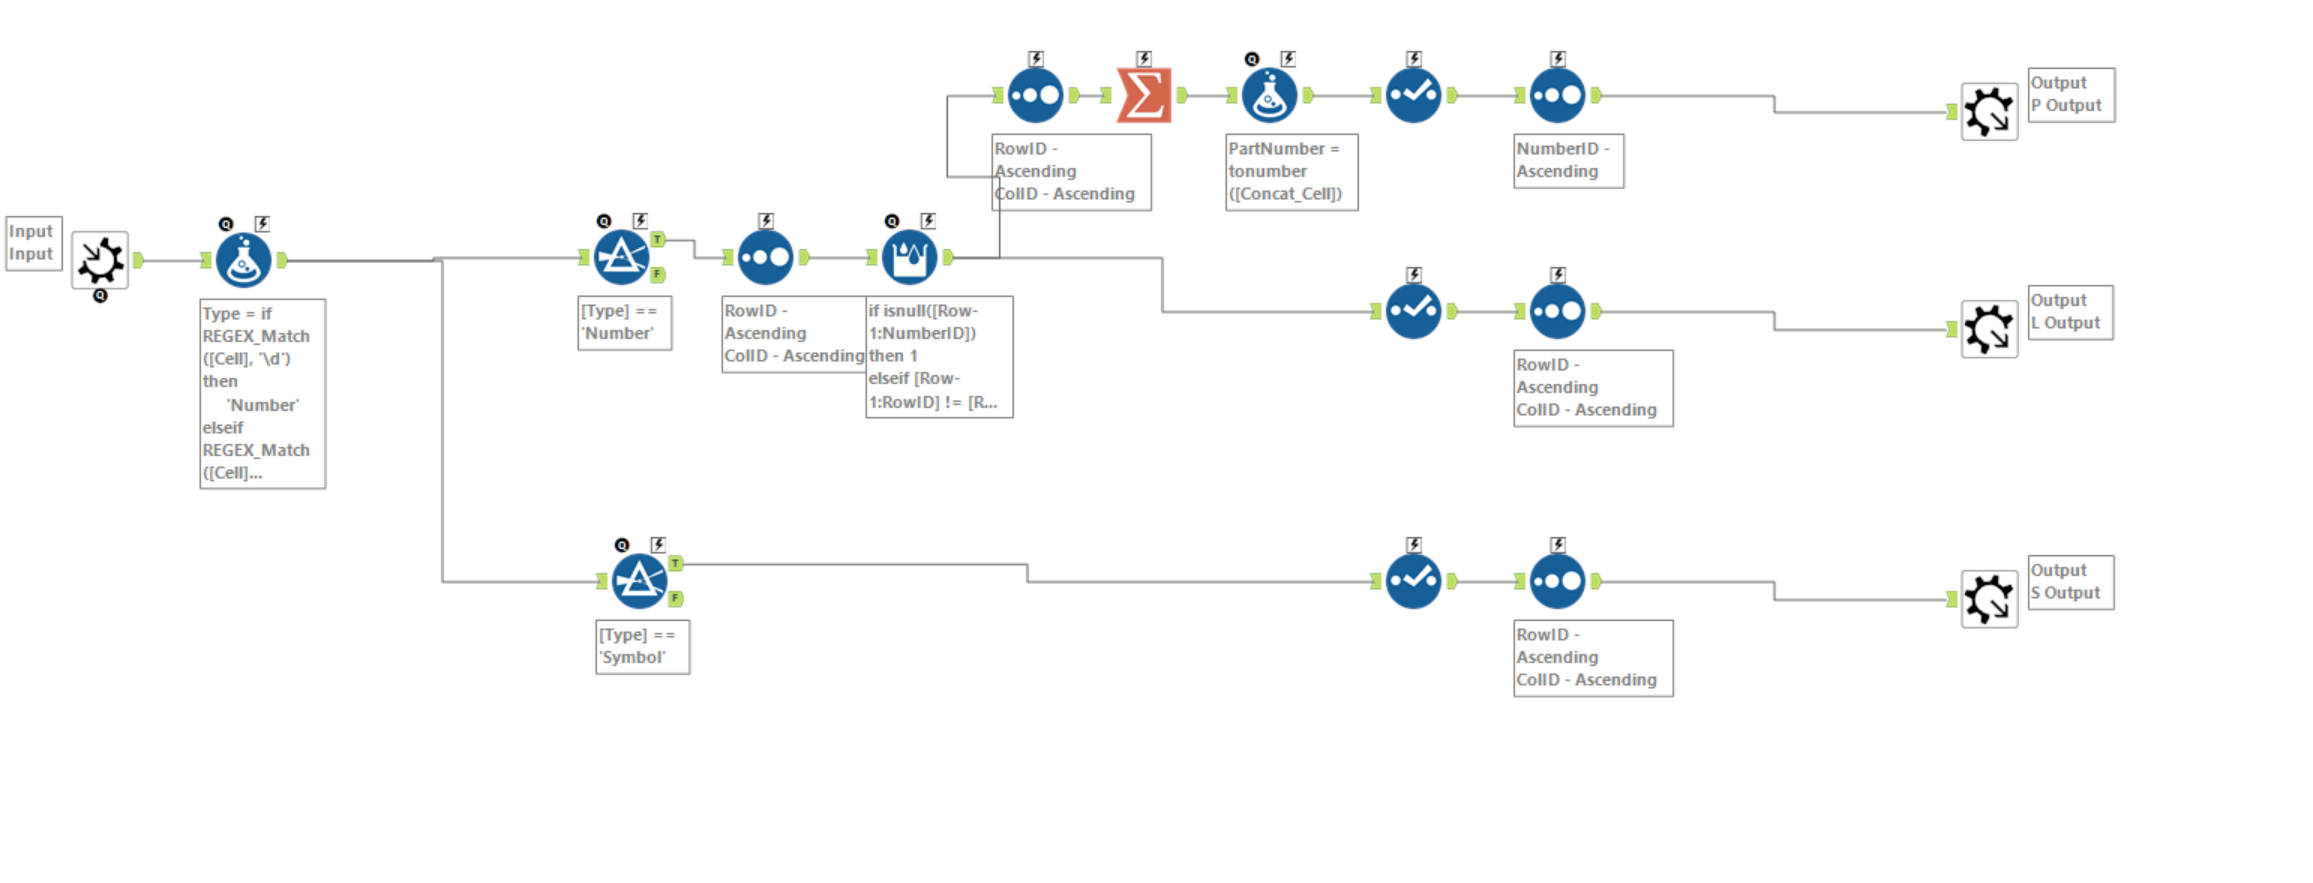 Input
Input
Q
Q
Type = if
REGEX_Match
([Cell], '\d')
then
'Number'
elseif
REGEX_Match
([Cell]...
Q
T
F
[Type] ==
'Number'
RowID -
Ascending
ColID - Ascending
Q
if isnull([Row-
1:NumberID])
then 1
elseif [Row-
1:RowID] != [R...
RowID -
Ascending
ColID - Ascending
Q
PartNumber =
tonumber
([Concat_Cell])
NumberID -
Ascending
Output
P Output
RowID -
Ascending
ColID - Ascending
Output
L Output
Q
T
F
[Type] ==
'Symbol'
RowID -
Ascending
ColID - Ascending
Output
S Output